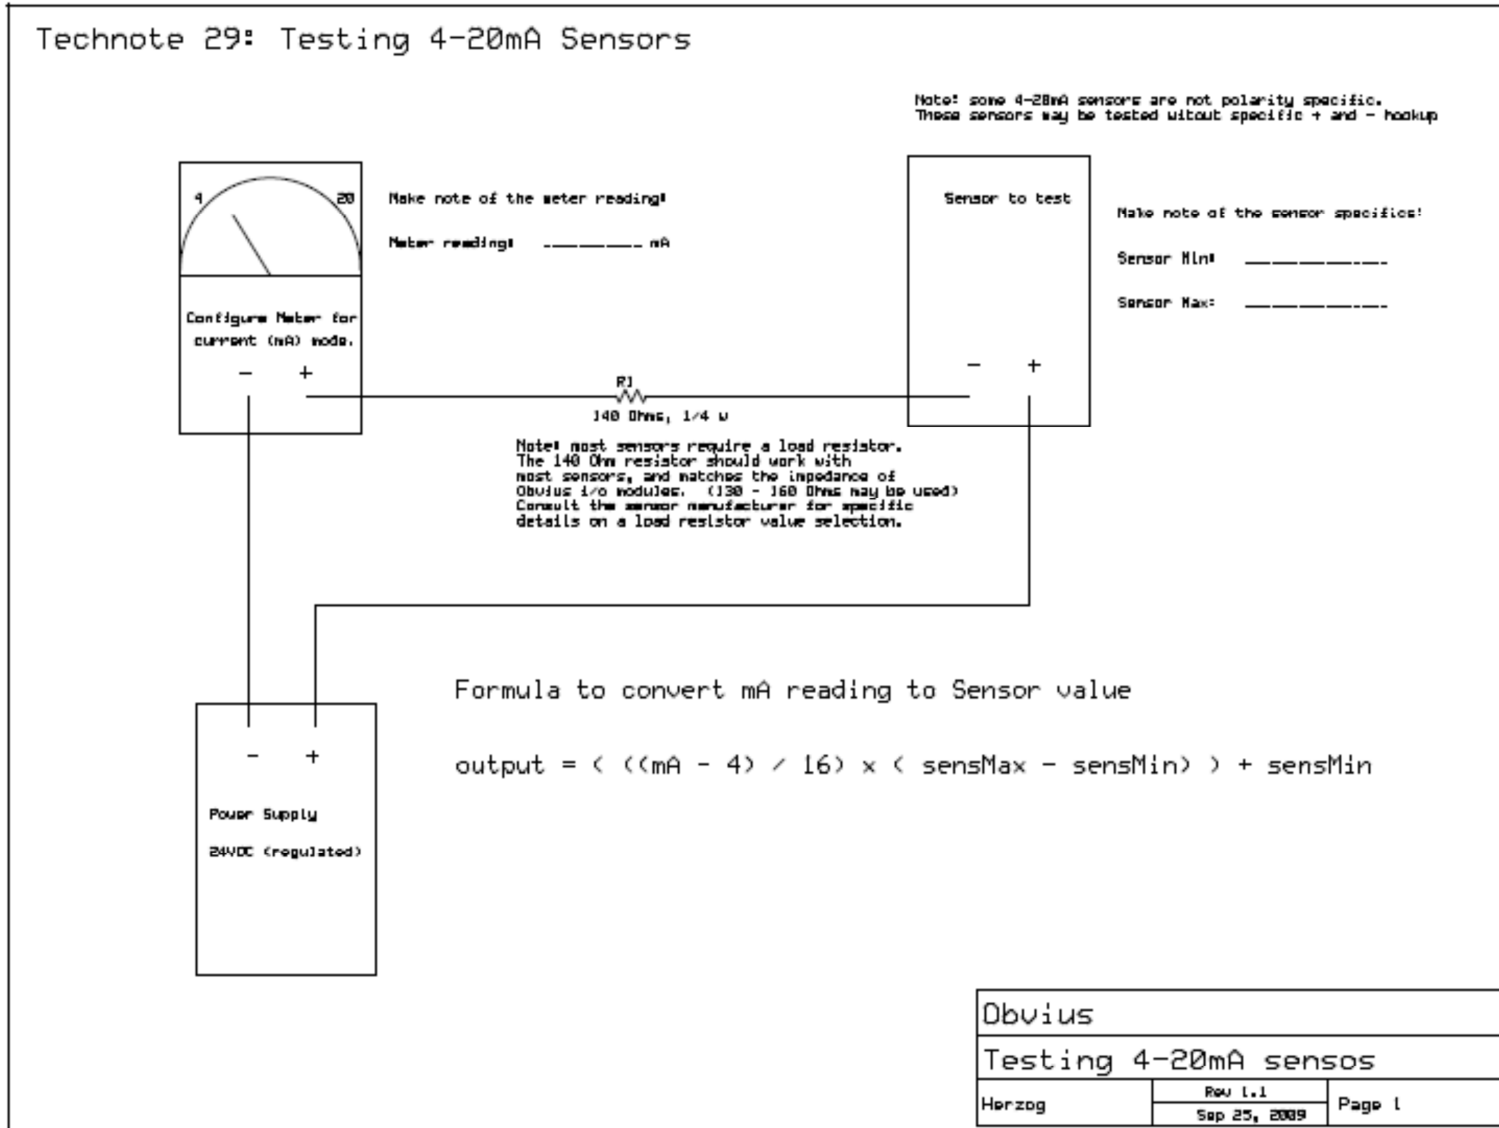 Technote 29: Testing 4-20mA Sensors
Note: some 4-20mA sensors are not polarity specific.
These sensors may be tested witout specific + and - hookup
4
20
Make note of the meter reading:
Meter reading: ___________ mA
Configure Meter for
current (mA) mode.
- +
Sensor to test
- +
Make note of the sensor specifics:
Sensor Min: ________________
Sensor Max: ________________
R1
140 Ohms, 1/4 w
Note: most sensors require a load resistor.
The 140 Ohm resistor should work with
most sensors, and matches the impedance of
Obvius i/o modules. (130 - 160 Ohms may be used)
Consult the sensor manufacturer for specific
details on a load resistor value selection.
- +
Power Supply
24VDC (regulated)
Formula to convert mA reading to Sensor value
output = ( ((mA - 4) / 16) x ( sensMax - sensMin) ) + sensMin
Obvius
Testing 4-20mA sensos
Herzog
Rev 1.1
Sep 25, 2009
Page 1